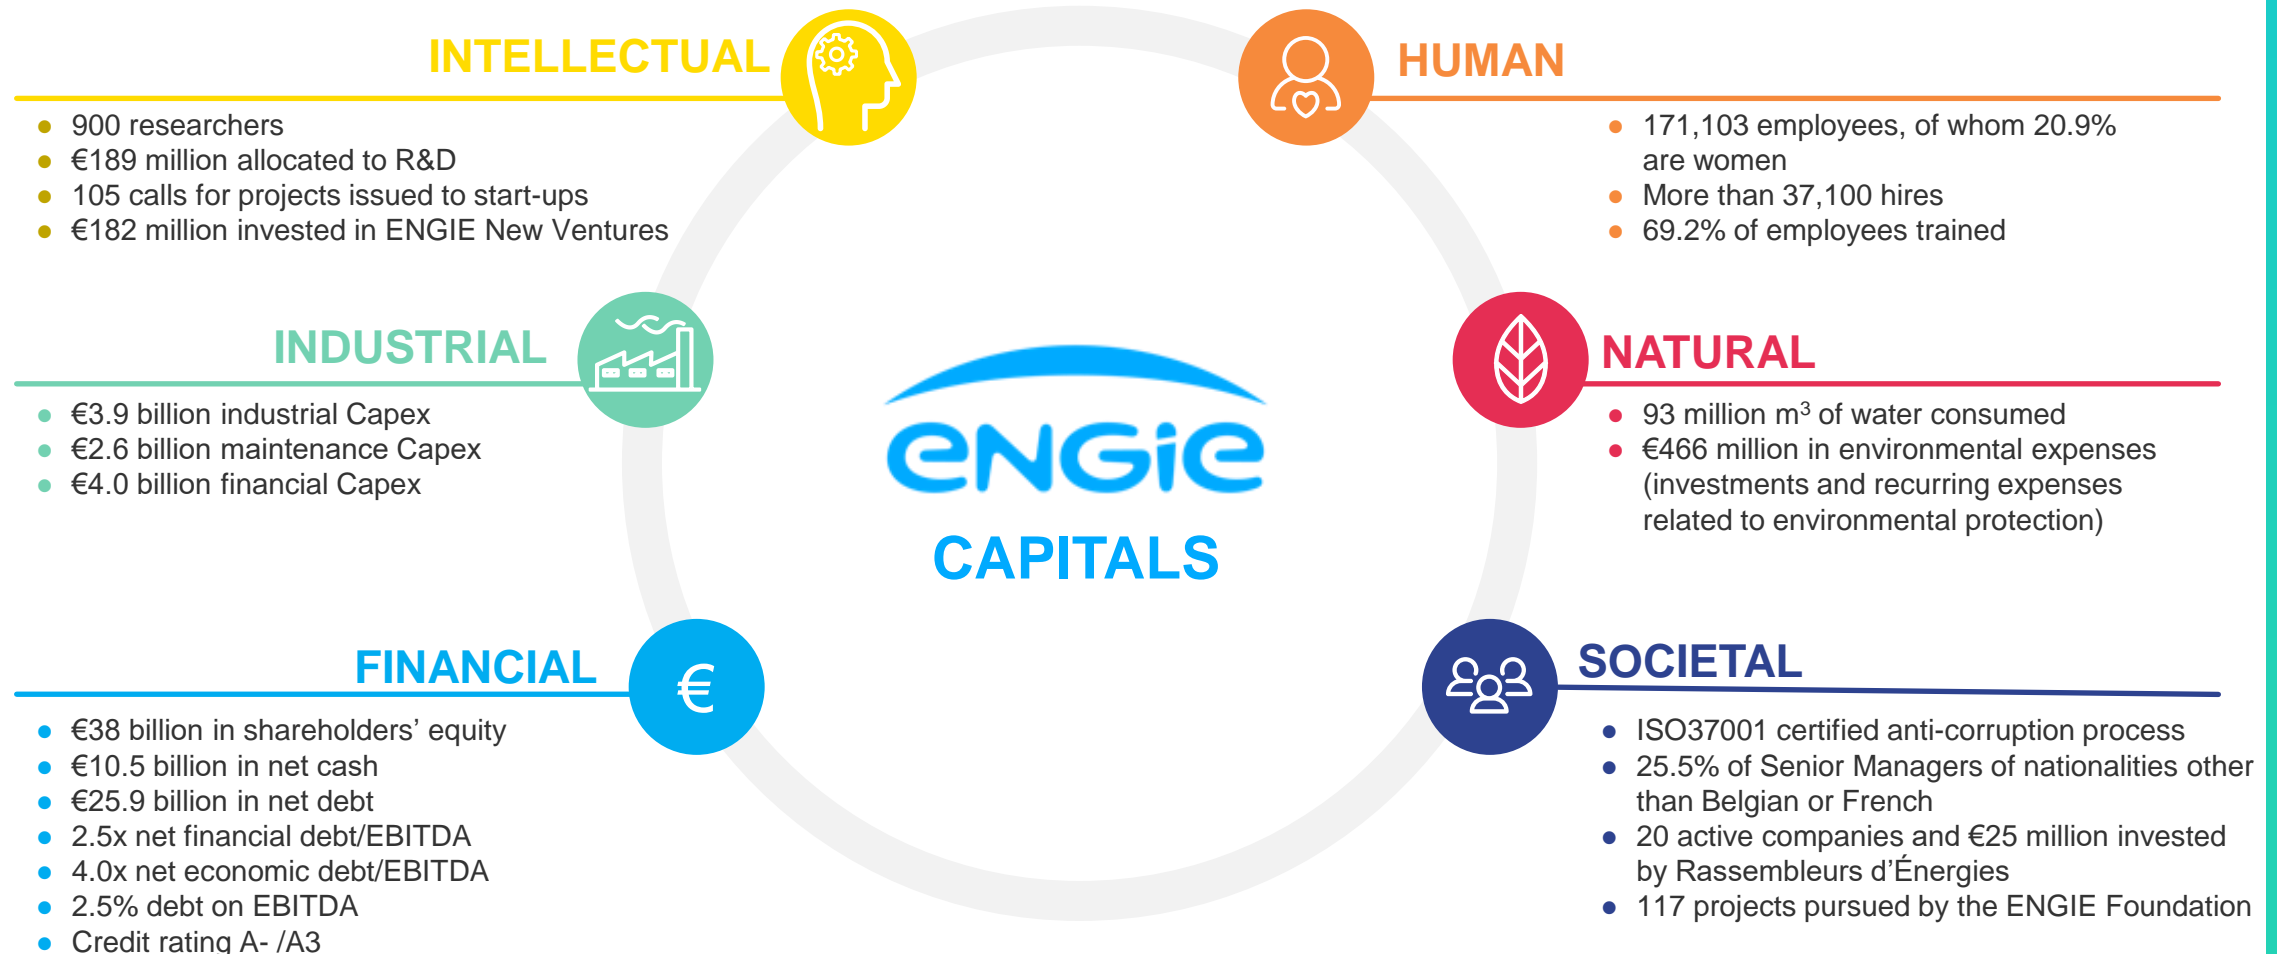 INTELLECTUAL
● 900 researchers
● €189 million allocated to R&D
● 105 calls for projects issued to start-ups
● €182 million invested in ENGIE New Ventures
INDUSTRIAL
● €3.9 billion industrial Capex
● €2.6 billion maintenance Capex
● €4.0 billion financial Capex
FINANCIAL
€
● €38 billion in shareholders’ equity
● €10.5 billion in net cash
● €25.9 billion in net debt
● 2.5x net financial debt/EBITDA
● 4.0x net economic debt/EBITDA
● 2.5% debt on EBITDA
● Credit rating A- /A3
ENGiE
CAPITALS
HUMAN
● 171,103 employees, of whom 20.9%
are women
● More than 37,100 hires
● 69.2% of employees trained
NATURAL
● 93 million m³ of water consumed
● €466 million in environmental expenses
(investments and recurring expenses
related to environmental protection)
SOCIETAL
● ISO37001 certified anti-corruption process
● 25.5% of Senior Managers of nationalities other
than Belgian or French
● 20 active companies and €25 million invested
by Rassembleurs d’Énergies
● 117 projects pursued by the ENGIE Foundation